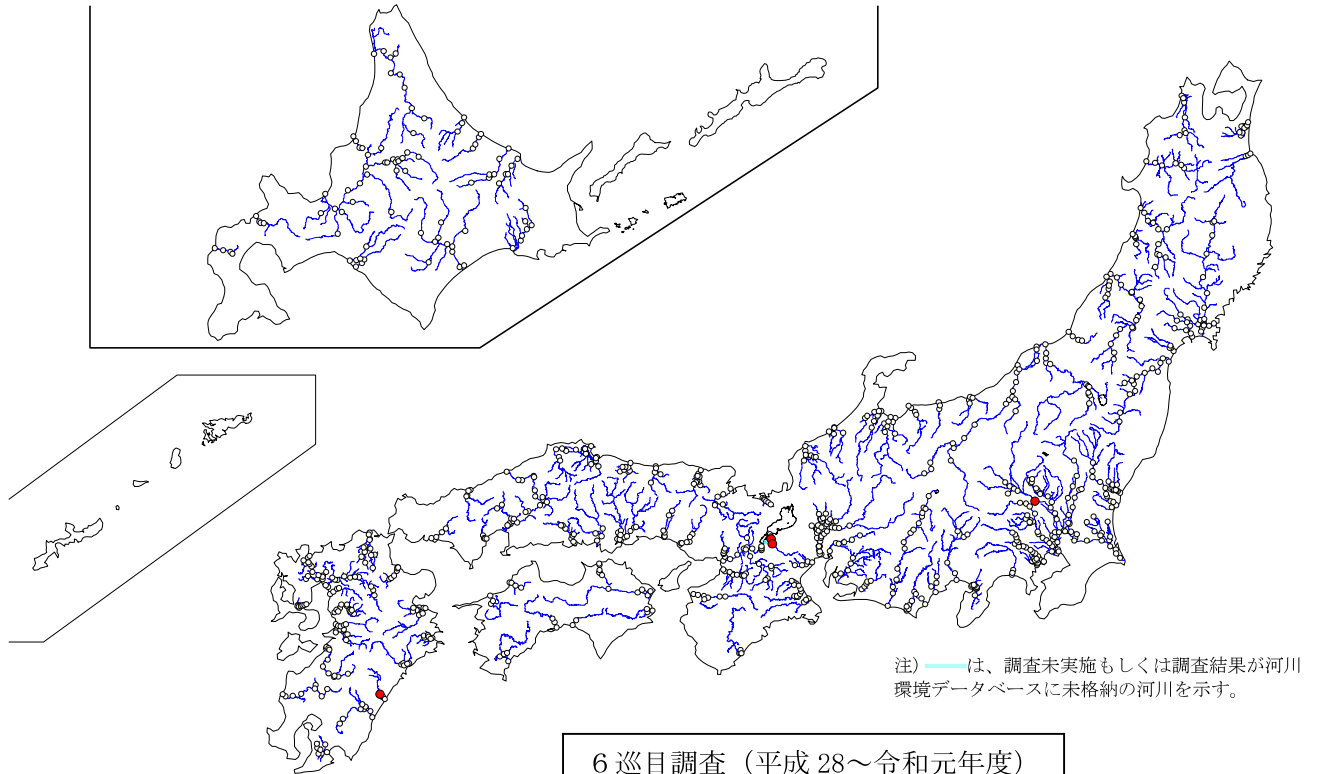 注) は、調査未実施もしくは調査結果が河川
環境データベースに未格納の河川を示す。
６巡目調査（平成 28～令和元年度）